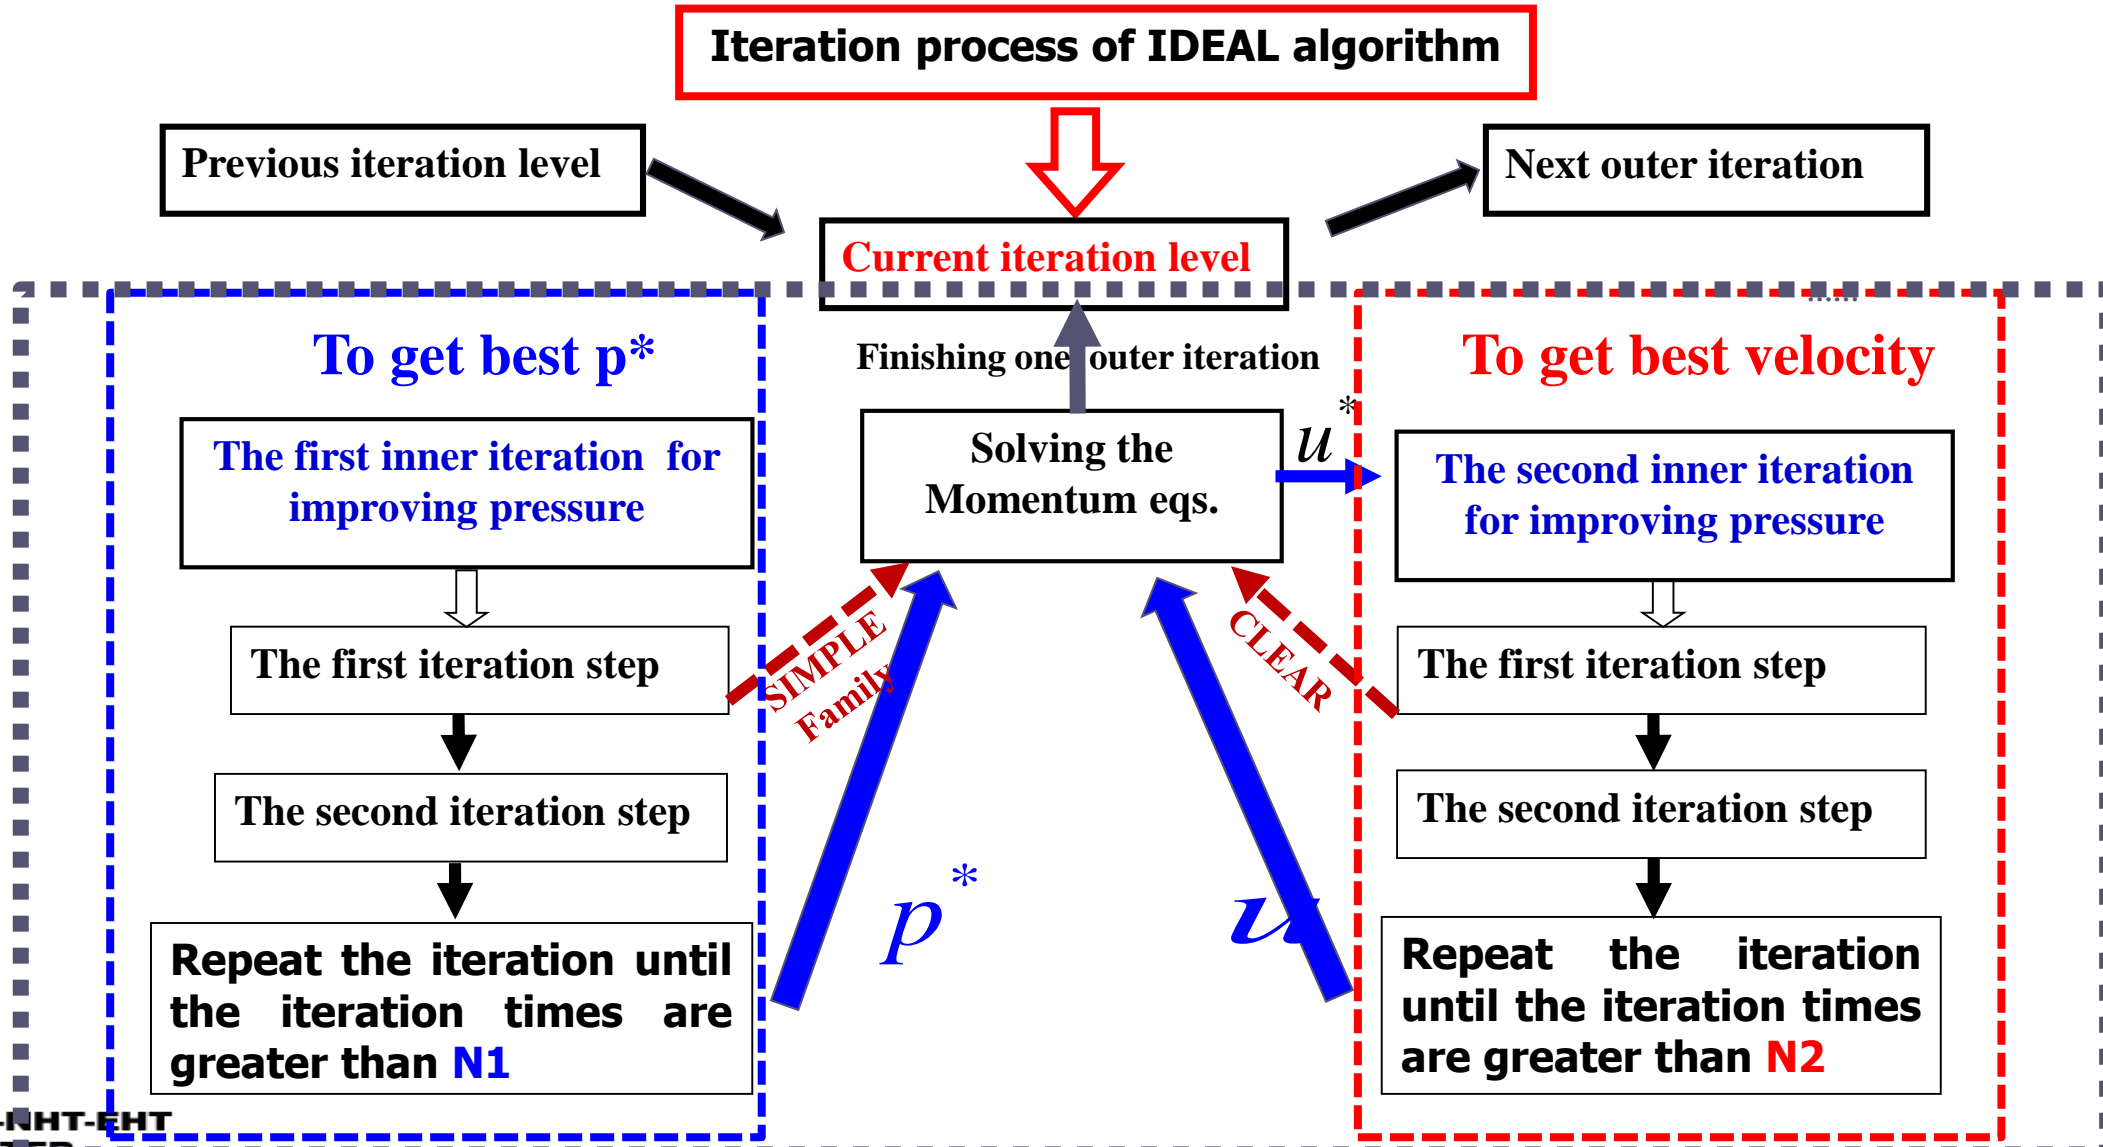 Iteration process of IDEAL algorithm
Previous iteration level
Next outer iteration
Current iteration level
......
To get best p*
Finishing one outer iteration
To get best velocity
The first inner iteration for
improving pressure
Solving the
Momentum eqs.
u*
The second inner iteration
for improving pressure
The first iteration step
SIMPLE
Family
CLEAR
The first iteration step
The second iteration step
The second iteration step
p*
u
Repeat the iteration until
the iteration times are
greater than N1
Repeat the iteration
until the iteration times
are greater than N2
-NHT-EHT